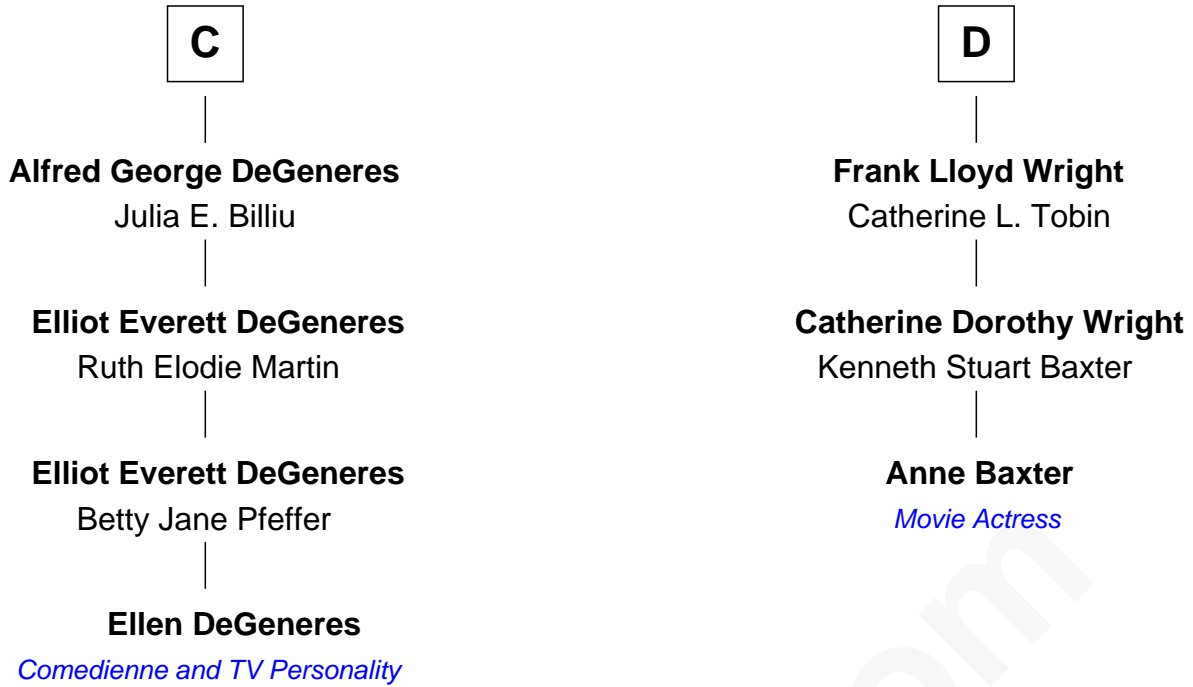 C
Alfred George DeGeneres
Julia E. Billiu
Elliot Everett DeGeneres
Ruth Elodie Martin
Elliot Everett DeGeneres
Betty Jane Pfeffer
Ellen DeGeneres
Comedienne and TV Personality
D
Frank Lloyd Wright
Catherine L. Tobin
Catherine Dorothy Wright
Kenneth Stuart Baxter
Anne Baxter
Movie Actress
om